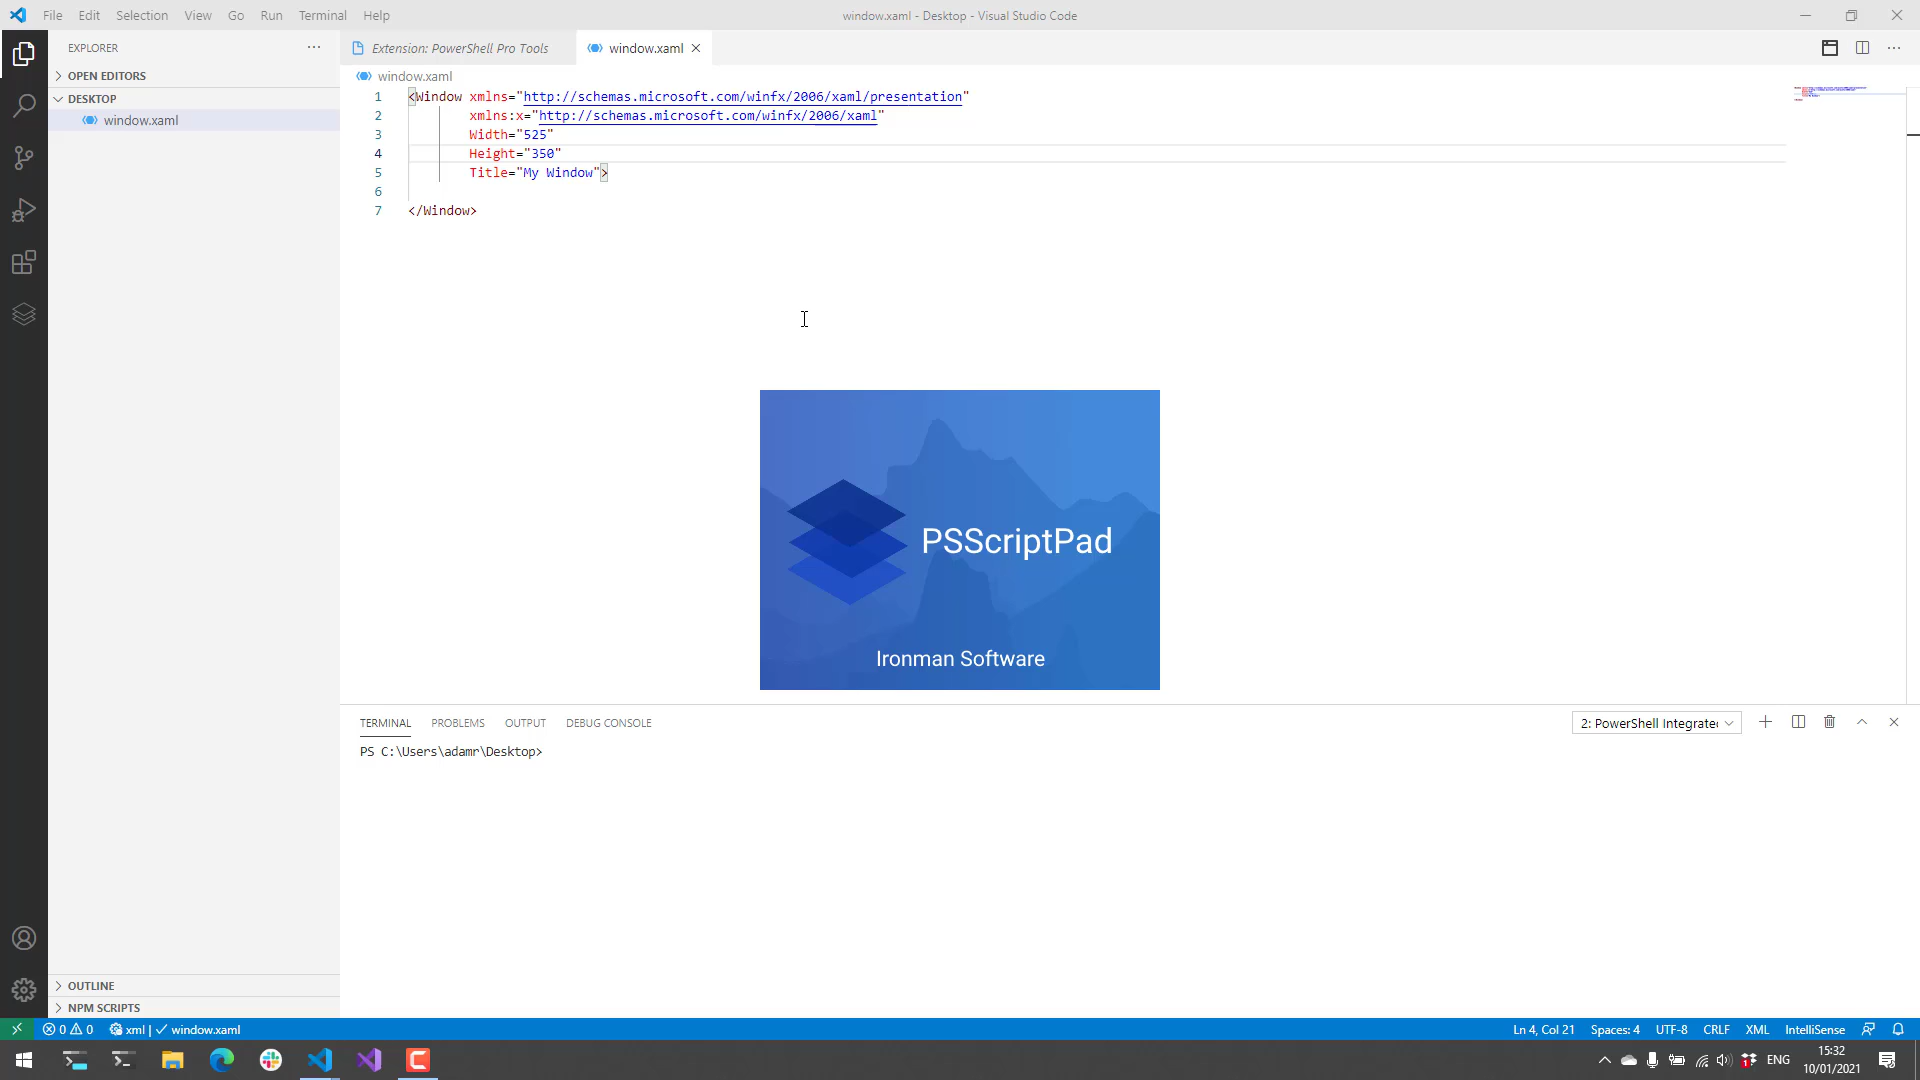 File Edit Selection View Go Run Terminal Help
window.xaml - Desktop - Visual Studio Code
EXPLORER
OPEN EDITORS
DESKTOP
window.xaml
Extension: PowerShell Pro Tools
window.xaml
window.xaml
1 <Window xmlns="http://schemas.microsoft.com/winfx/2006/xaml/presentation"
2 xmlns:x="http://schemas.microsoft.com/winfx/2006/xaml"
3 Width="525"
4 Height="350"
5 Title="My Window">
6
7 </Window>
PSScriptPad
Ironman Software
TERMINAL PROBLEMS OUTPUT DEBUG CONSOLE
2: PowerShell Integrate
PS C:\Users\adamr\Desktop>
OUTLINE
NPM SCRIPTS
0 0 xml | window.xaml
Ln 4, Col 21 Spaces: 4 UTF-8 CRLF XML IntelliSense
ENG
15:32
10/01/2021